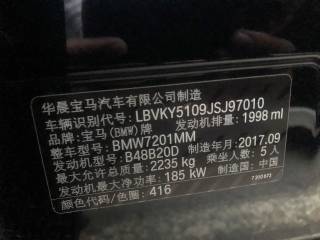 华晨宝马汽车有限公司制造
车辆识别代号: LBVKY5109JSJ97010
品牌: 宝马(BMW)牌 发动机排量: 1998 ml
整车型号: BMW7201MM
发动机型号: B48B20D 制造年月: 2017.09
最大允许总质量: 2235 kg 乘坐人数: 5人
发动机最大净功率: 185 kW 制造国: 中国
颜色代码/色圈: 416 7300872